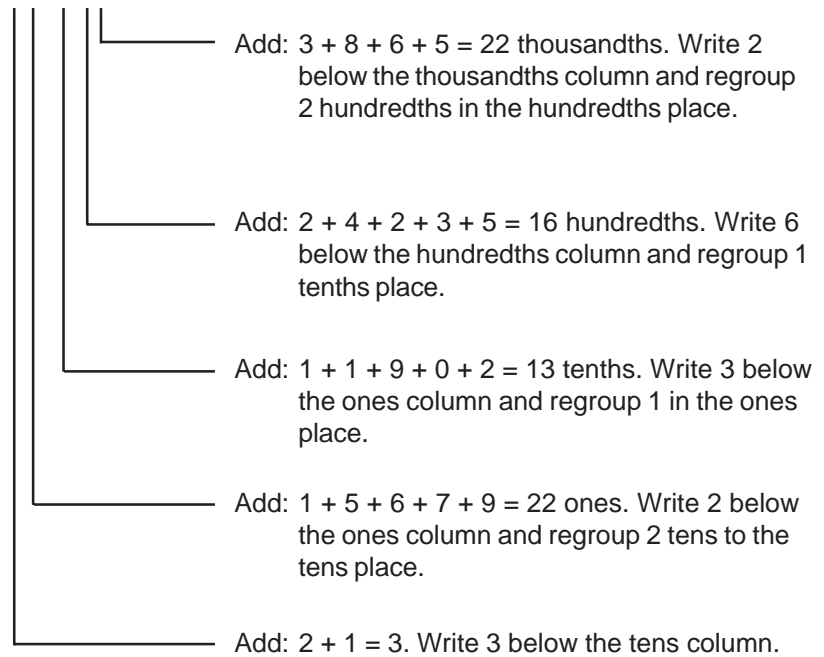 Add: 3 + 8 + 6 + 5 = 22 thousandths. Write 2
below the thousandths column and regroup
2 hundredths in the hundredths place.
Add: 2 + 4 + 2 + 3 + 5 = 16 hundredths. Write 6
below the hundredths column and regroup 1
tenths place.
Add: 1 + 1 + 9 + 0 + 2 = 13 tenths. Write 3 below
the ones column and regroup 1 in the ones
place.
Add: 1 + 5 + 6 + 7 + 9 = 22 ones. Write 2 below
the ones column and regroup 2 tens to the
tens place.
Add: 2 + 1 = 3. Write 3 below the tens column.